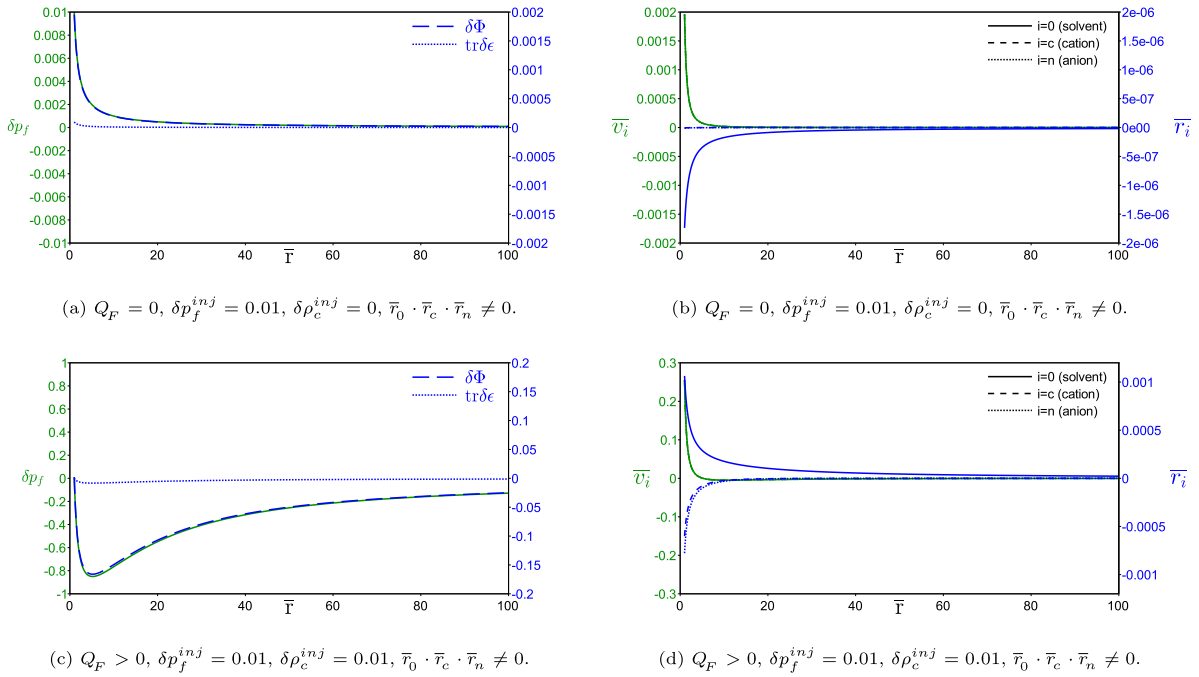 0.01
0.008
0.006
0.004
0.002
δp_f 0
-0.002
-0.004
-0.006
-0.008
-0.01
0 20 40 60 80 100
r̅
0.002
0.0015
0.001
0.0005
0
-0.0005
-0.001
-0.0015
-0.002
δΦ
trδϵ
(a) Q_F = 0, δp_f^{inj} = 0.01, δρ_c^{inj} = 0, r̅_0 · r̅_c · r̅_n ≠ 0.
0.002
0.0015
0.001
0.0005
v̅_i 0
-0.0005
-0.001
-0.0015
-0.002
0 20 40 60 80 100
r̅
2e-06
1.5e-06
1e-06
5e-07
0e00 r̅_i
-5e-07
-1e-06
-1.5e-06
-2e-06
i=0 (solvent)
i=c (cation)
i=n (anion)
(b) Q_F = 0, δp_f^{inj} = 0.01, δρ_c^{inj} = 0, r̅_0 · r̅_c · r̅_n ≠ 0.
1
0.8
0.6
0.4
0.2
δp_f 0
-0.2
-0.4
-0.6
-0.8
-1
0 20 40 60 80 100
r̅
0.2
0.15
0.1
0.05
0
-0.05
-0.1
-0.15
-0.2
δΦ
trδϵ
(c) Q_F > 0, δp_f^{inj} = 0.01, δρ_c^{inj} = 0.01, r̅_0 · r̅_c · r̅_n ≠ 0.
0.3
0.2
0.1
v̅_i 0
-0.1
-0.2
-0.3
0 20 40 60 80 100
r̅
0.001
0.0005
0 r̅_i
-0.0005
-0.001
i=0 (solvent)
i=c (cation)
i=n (anion)
(d) Q_F > 0, δp_f^{inj} = 0.01, δρ_c^{inj} = 0.01, r̅_0 · r̅_c · r̅_n ≠ 0.